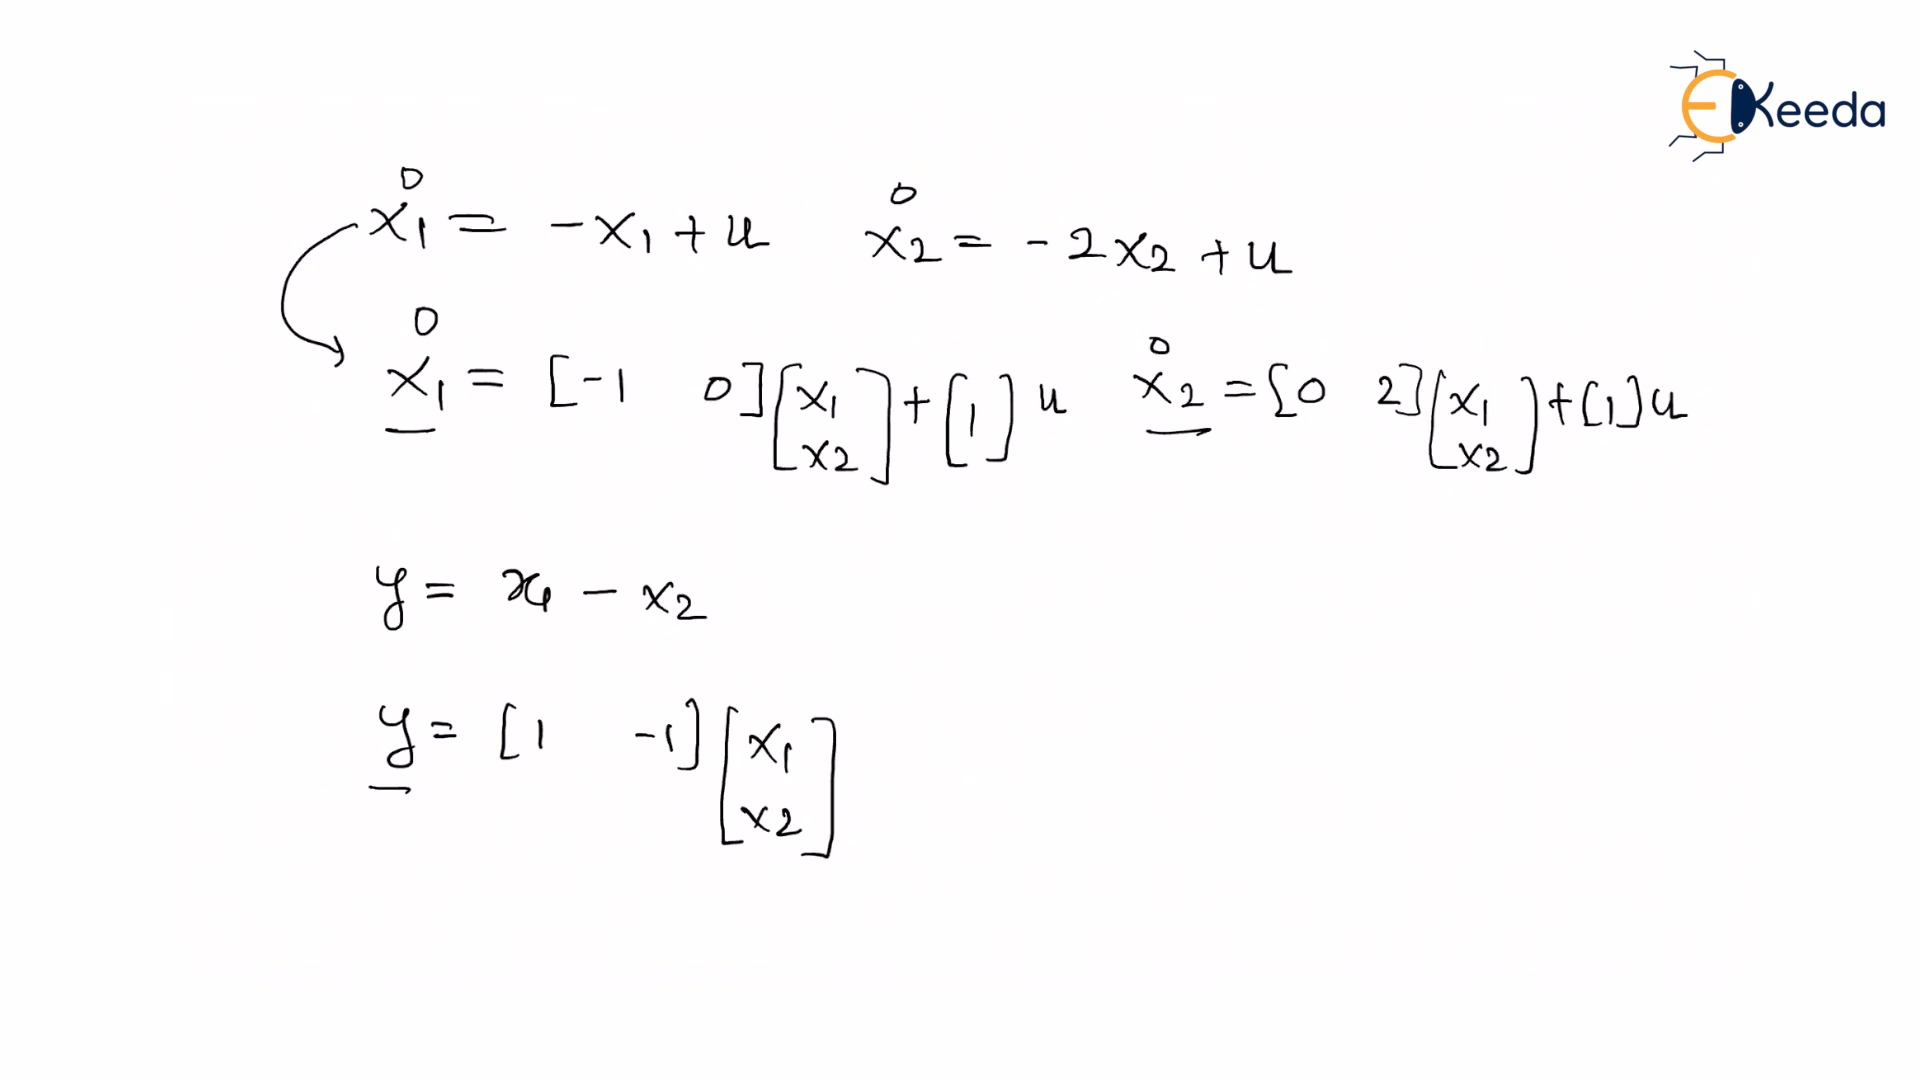 EKeeda
ẋ1 = -x1 + u    ẋ2 = -2x2 + u
ẋ1 = [-1 0][x1 x2] + [1] u    ẋ2 = [0 2][x1 x2] + [1] u
y = x1 - x2
y = [1 -1][x1 x2]